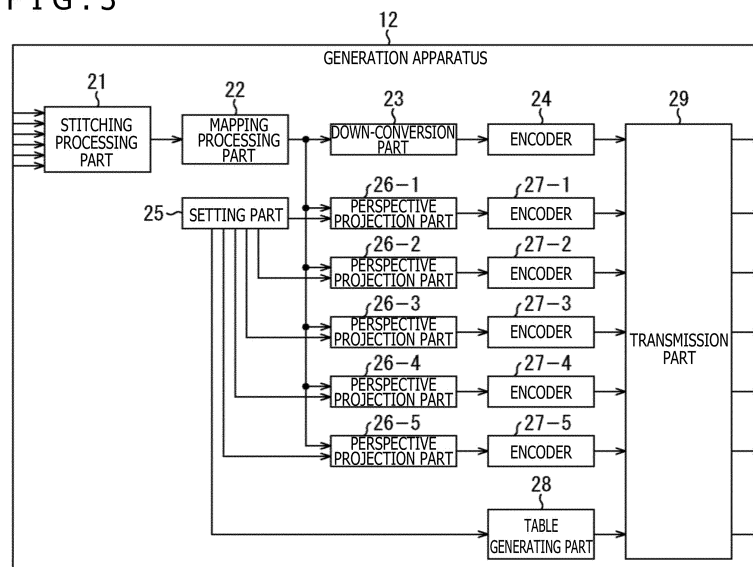 FIG. 3
12
GENERATION APPARATUS
21
STITCHING
PROCESSING
PART
22
MAPPING
PROCESSING
PART
23
DOWN-CONVERSION
PART
24
ENCODER
29
TRANSMISSION
PART
25
SETTING PART
26-1
PERSPECTIVE
PROJECTION PART
27-1
ENCODER
26-2
PERSPECTIVE
PROJECTION PART
27-2
ENCODER
26-3
PERSPECTIVE
PROJECTION PART
27-3
ENCODER
26-4
PERSPECTIVE
PROJECTION PART
27-4
ENCODER
26-5
PERSPECTIVE
PROJECTION PART
27-5
ENCODER
28
TABLE
GENERATING PART